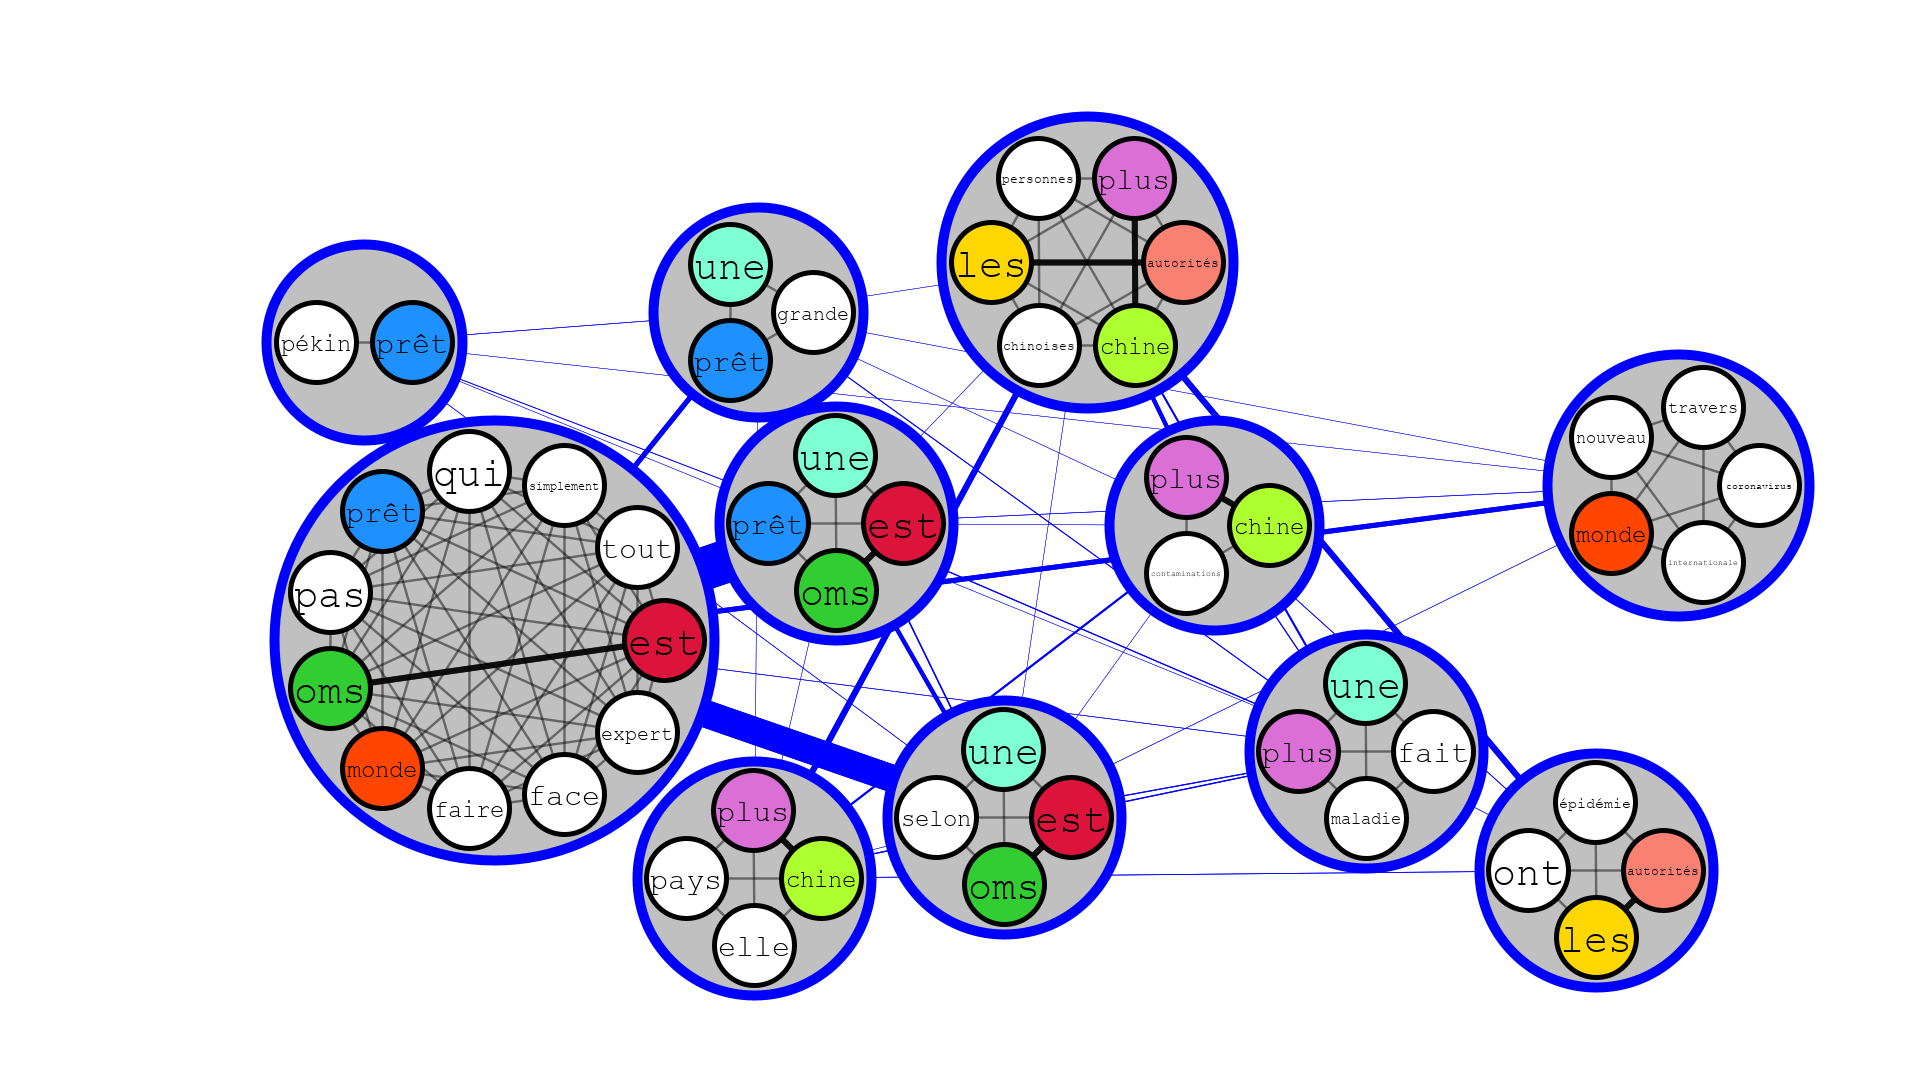 pékin
prêt
une
grande
prêt
personnes
plus
les
autorités
chinoises
chine
qui
simplement
prêt
tout
pas
est
oms
expert
monde
faire
face
une
prêt
est
oms
plus
chine
contaminations
travers
nouveau
coronavirus
monde
internationale
plus
pays
chine
elle
une
selon
est
oms
une
plus
fait
maladie
épidémie
ont
autorités
les